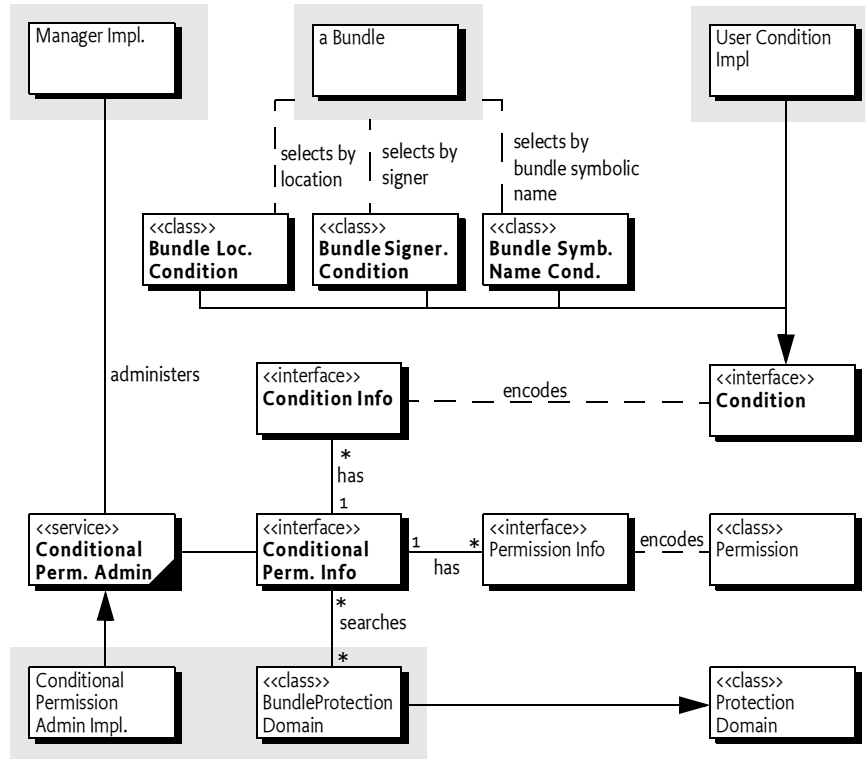 Manager Impl.
a Bundle
User Condition
Impl
selects by
location
selects by
signer
selects by
bundle symbolic
name
<<class>>
Bundle Loc.
Condition
<<class>>
Bundle Signer.
Condition
<<class>>
Bundle Symb.
Name Cond.
administers
<<interface>>
Condition Info
encodes
<<interface>>
Condition
*
has
1
<<service>>
Conditional
Perm. Admin
<<interface>>
Conditional
Perm. Info
1
has
*
<<interface>>
Permission Info
encodes
<<class>>
Permission
*
searches
*
Conditional
Permission
Admin Impl.
<<class>>
BundleProtection
Domain
<<class>>
Protection
Domain